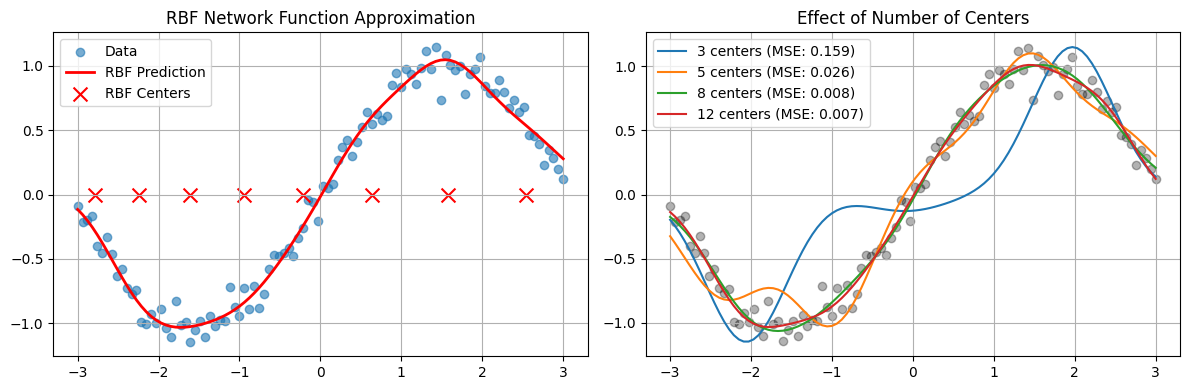 RBF Network Function Approximation
Data
RBF Prediction
RBF Centers
1.0
0.5
0.0
−0.5
−1.0
−3
−2
−1
0
1
2
3
Effect of Number of Centers
3 centers (MSE: 0.159)
5 centers (MSE: 0.026)
8 centers (MSE: 0.008)
12 centers (MSE: 0.007)
1.0
0.5
0.0
−0.5
−1.0
−3
−2
−1
0
1
2
3